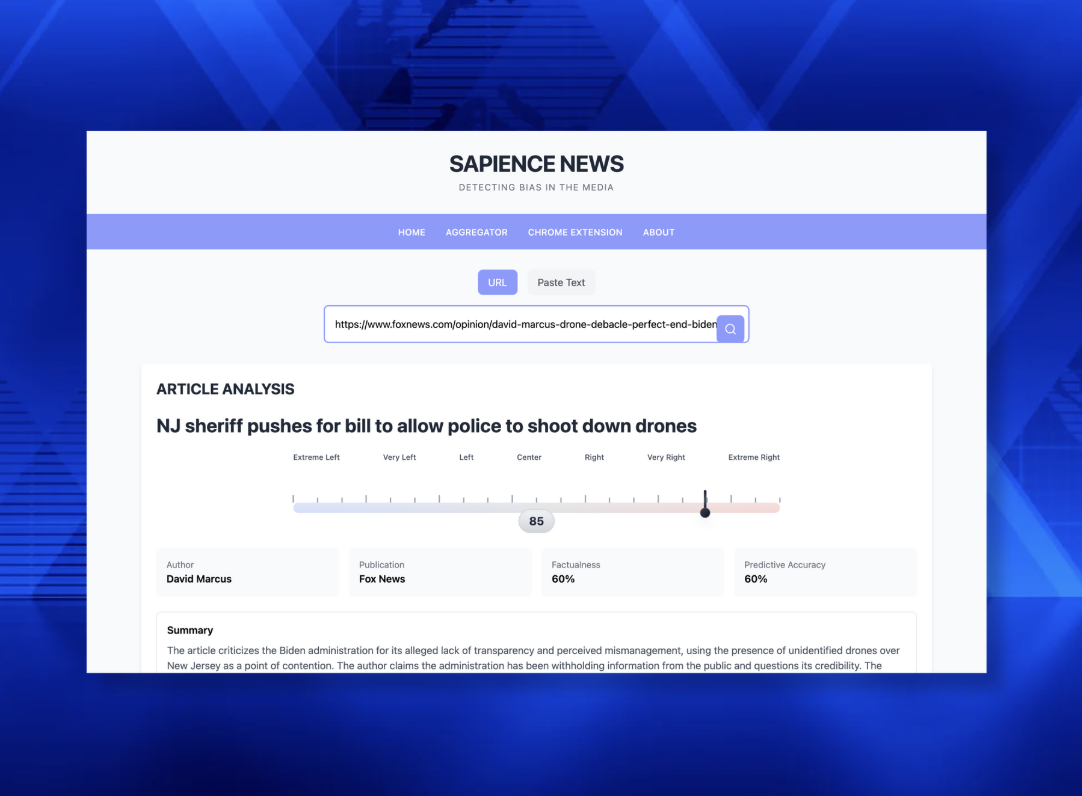 SAPIENCE NEWS
DETECTING BIAS IN THE MEDIA
HOME AGGREGATOR CHROME EXTENSION ABOUT
URL Paste Text
https://www.foxnews.com/opinion/david-marcus-drone-debacle-perfect-end-biden
ARTICLE ANALYSIS
NJ sheriff pushes for bill to allow police to shoot down drones
Extreme Left Very Left Left Center Right Very Right Extreme Right
85
Author Publication Factualness Predictive Accuracy
David Marcus Fox News 60% 60%
Summary
The article criticizes the Biden administration for its alleged lack of transparency and perceived mismanagement, using the presence of unidentified drones over
New Jersey as a point of contention. The author claims the administration has been withholding information from the public and questions its credibility. The